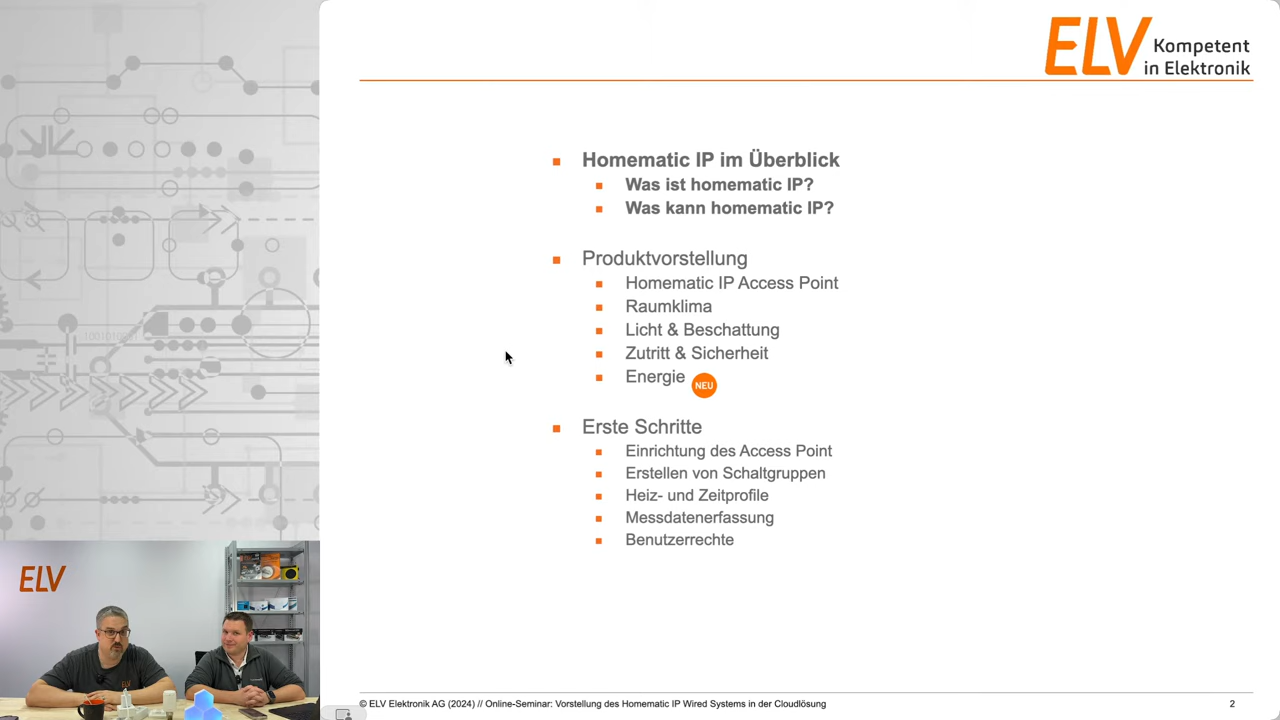 ELV Kompetent
in Elektronik
Homematic IP im Überblick
Was ist homematic IP?
Was kann homematic IP?
Produktvorstellung
Homematic IP Access Point
Raumklima
Licht & Beschattung
Zutritt & Sicherheit
Energie NEU
Erste Schritte
Einrichtung des Access Point
Erstellen von Schaltgruppen
Heiz- und Zeitprofile
Messdatenerfassung
Benutzerrechte
ELV
© ELV Elektronik AG (2024) // Online-Seminar: Vorstellung des Homematic IP Wired Systems in der Cloudlösung
2